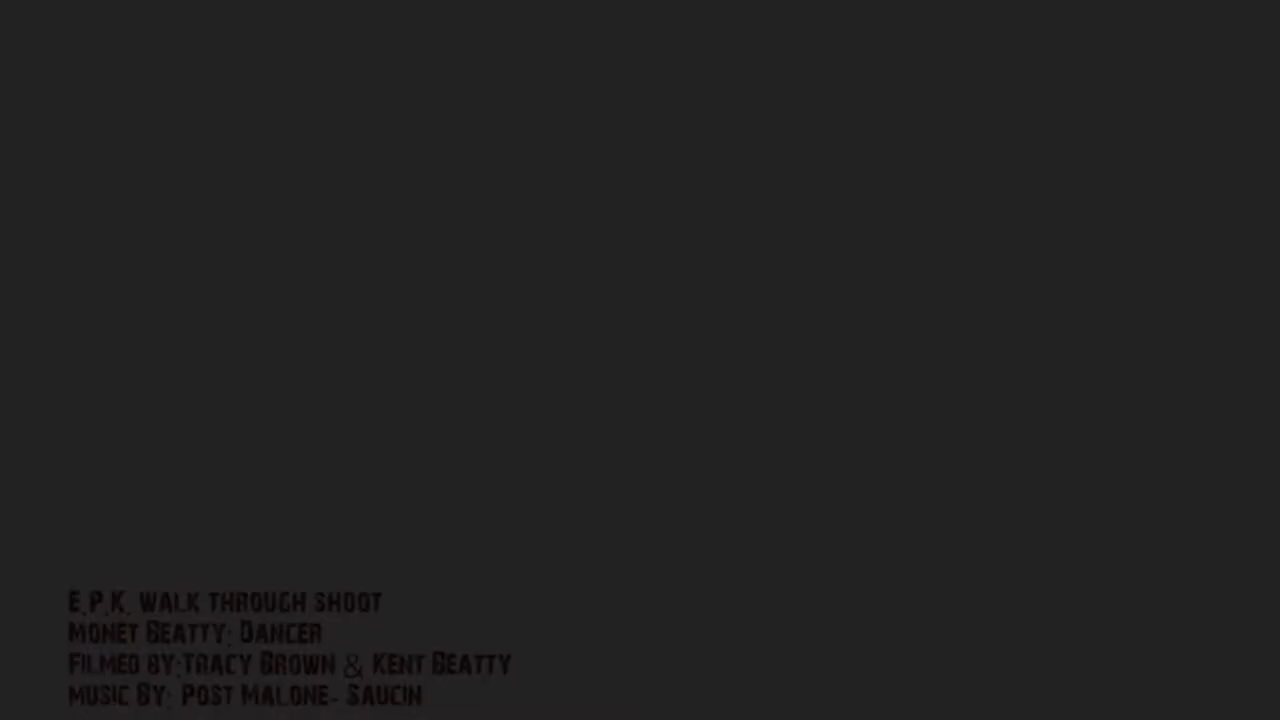 E.P.K. WALK THROUGH SHOOT
MONET BEATTY: DANCER
FILMED BY:TRACY BROWN & KENT BEATTY
MUSIC BY: POST MALONE- SAUCIN